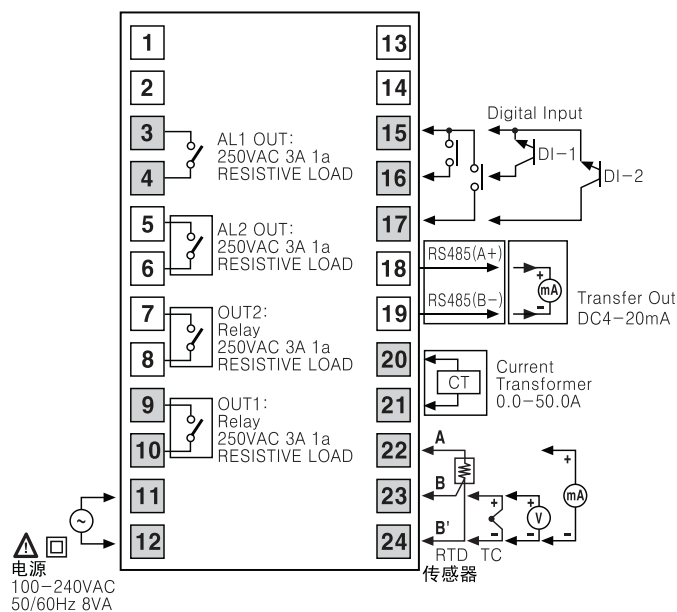 1
2
3
4
5
6
7
8
9
10
11
12
AL1 OUT:
250VAC 3A 1a
RESISTIVE LOAD
AL2 OUT:
250VAC 3A 1a
RESISTIVE LOAD
OUT2:
Relay
250VAC 3A 1a
RESISTIVE LOAD
OUT1:
Relay
250VAC 3A 1a
RESISTIVE LOAD
~
电源
100-240VAC
50/60Hz 8VA
13
14
15
16
17
18
19
20
21
22
23
24
Digital Input
DI-1
DI-2
RS485(A+)
RS485(B-)
+
mA
-
Transfer Out
DC4-20mA
CT
Current
Transformer
0.0-50.0A
A
B
B'
+
-
+
V
-
+
mA
-
RTD TC
传感器